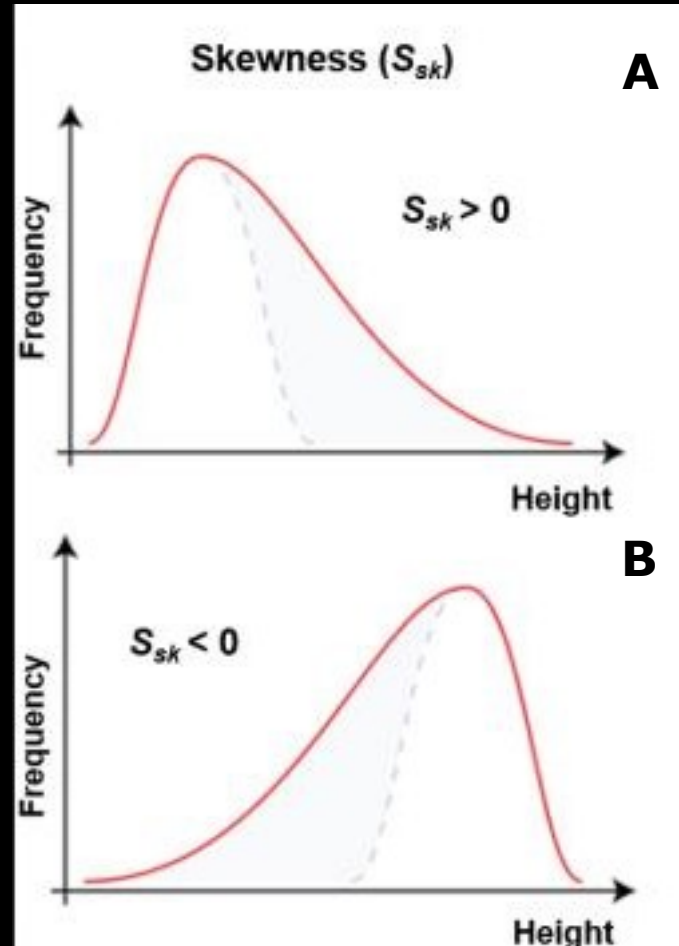 Skewness (Ssk)
A
Ssk > 0
Frequency
Height
B
Ssk < 0
Frequency
Height